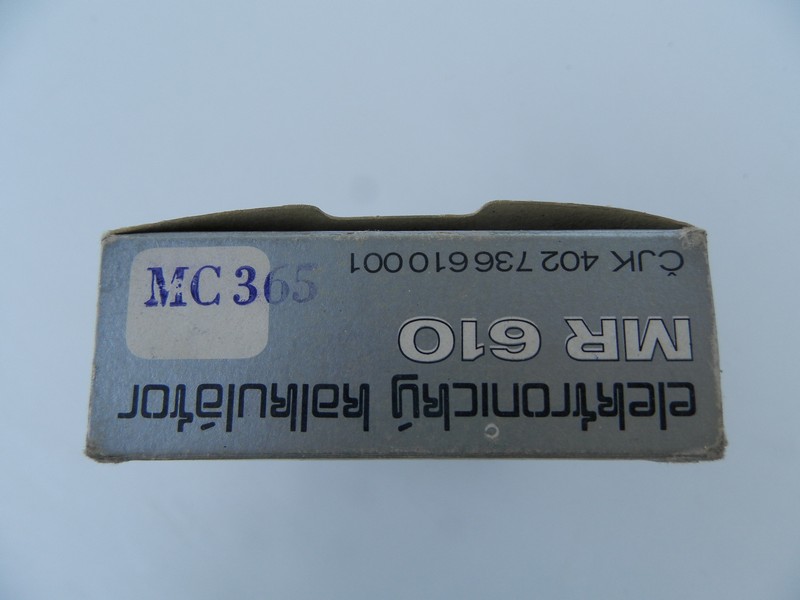 elektronický kalkulátor
MR 610
ČJK 402 736 610 001
MC 365